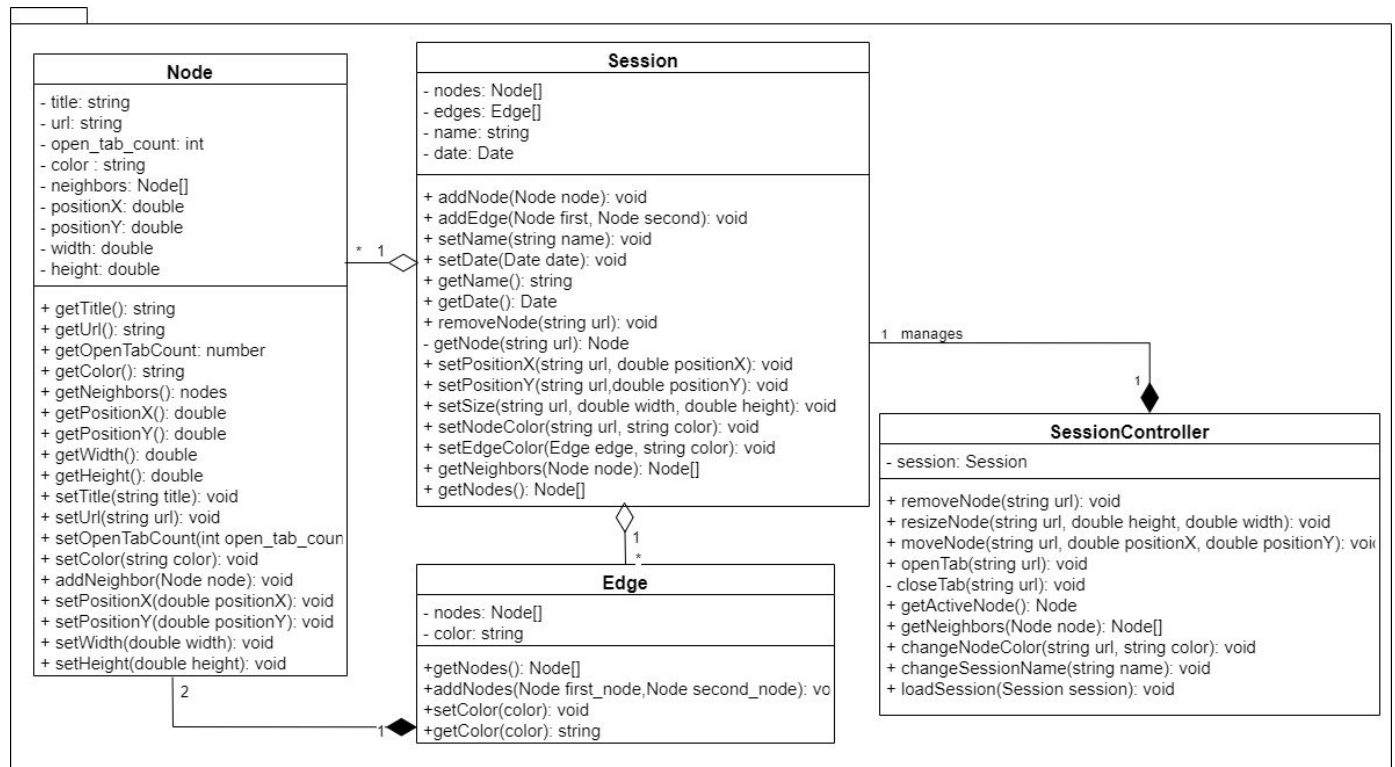 Node
- title: string
- url: string
- open_tab_count: int
- color : string
- neighbors: Node[]
- positionX: double
- positionY: double
- width: double
- height: double
+ getTitle(): string
+ getUrl(): string
+ getOpenTabCount: number
+ getColor(): string
+ getNeighbors(): nodes
+ getPositionX(): double
+ getPositionY(): double
+ getWidth(): double
+ getHeight(): double
+ setTitle(string title): void
+ setUrl(string url): void
+ setOpenTabCount(int open_tab_coun
+ setColor(string color): void
+ addNeighbor(Node node): void
+ setPositionX(double positionX): void
+ setPositionY(double positionY): void
+ setWidth(double width): void
+ setHeight(double height): void
* 1
Session
- nodes: Node[]
- edges: Edge[]
- name: string
- date: Date
+ addNode(Node node): void
+ addEdge(Node first, Node second): void
+ setName(string name): void
+ setDate(Date date): void
+ getName(): string
+ getDate(): Date
+ removeNode(string url): void
- getNode(string url): Node
+ setPositionX(string url, double positionX): void
+ setPositionY(string url,double positionY): void
+ setSize(string url, double width, double height): void
+ setNodeColor(string url, string color): void
+ setEdgeColor(Edge edge, string color): void
+ getNeighbors(Node node): Node[]
+ getNodes(): Node[]
1 manages
1
SessionController
- session: Session
+ removeNode(string url): void
+ resizeNode(string url, double height, double width): void
+ moveNode(string url, double positionX, double positionY): voi
+ openTab(string url): void
- closeTab(string url): void
+ getActiveNode(): Node
+ getNeighbors(Node node): Node[]
+ changeNodeColor(string url, string color): void
+ changeSessionName(string name): void
+ loadSession(Session session): void
1
*
Edge
- nodes: Node[]
- color: string
+getNodes(): Node[]
+addNodes(Node first_node,Node second_node): vo
+setColor(color): void
+getColor(color): string
2
1